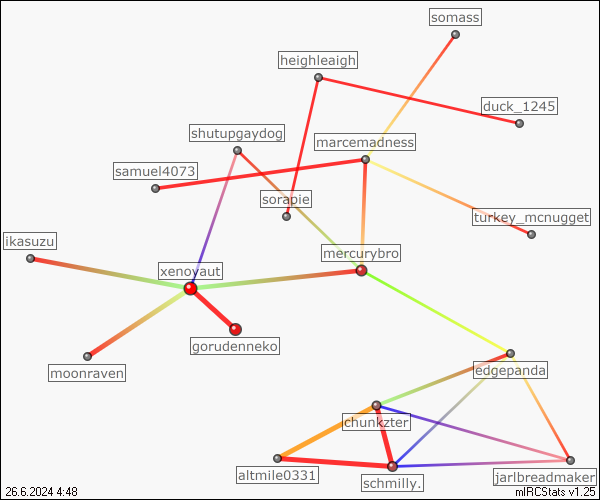 somass
heighleaigh
duck_1245
shutupgaydog
marcemadness
samuel4073
sorapie
turkey_mcnugget
ikasuzu
mercurybro
xenoyaut
gorudenneko
moonraven
edgepanda
chunkzter
altmile0331
schmilly.
jarlbreadmaker
26.6.2024 4:48
mIRCStats v1.25